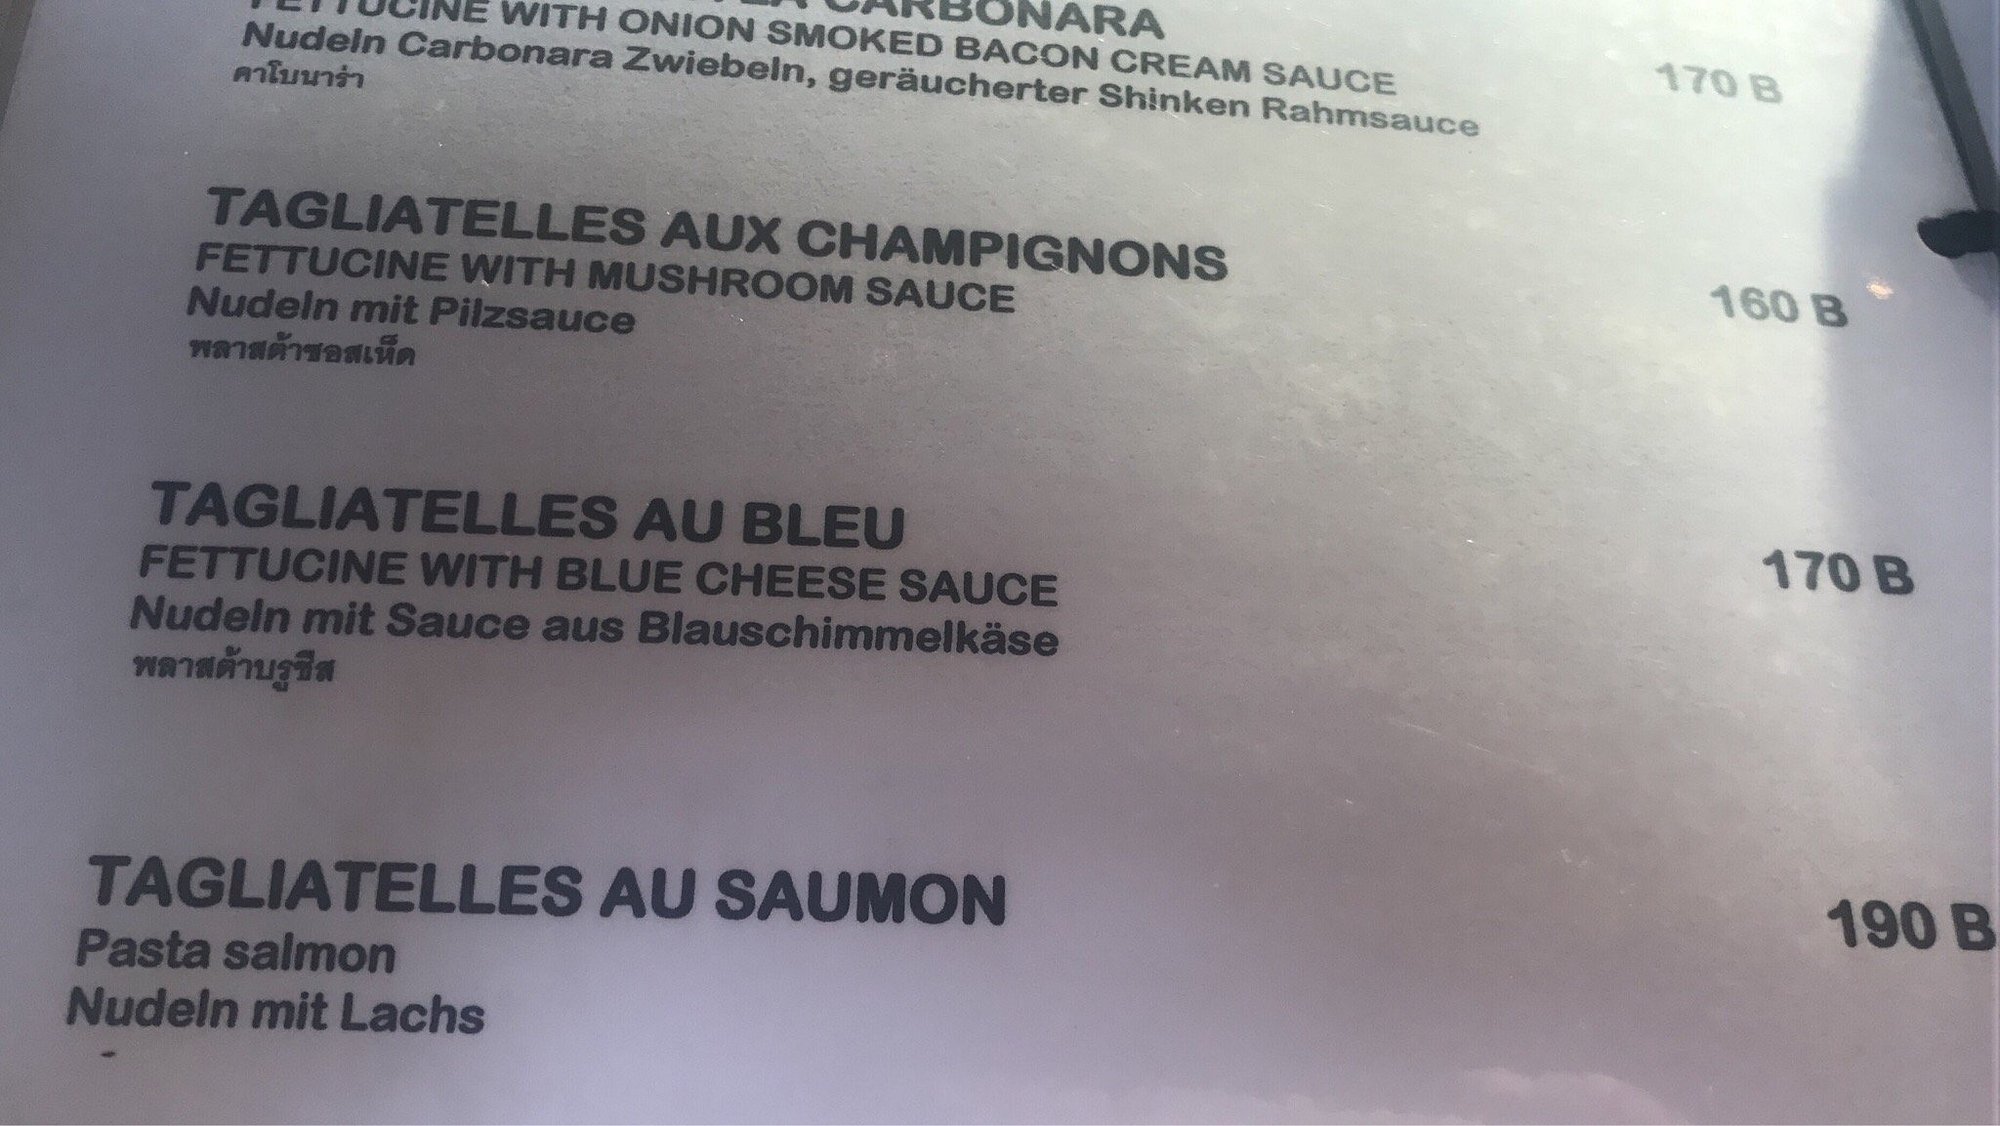 CARBONARA
FETTUCINE WITH ONION SMOKED BACON CREAM SAUCE
Nudeln Carbonara Zwiebeln, geräucherter Shinken Rahmsauce
170 B
คาโบนาร่า
TAGLIATELLES AUX CHAMPIGNONS
FETTUCINE WITH MUSHROOM SAUCE
160 B
Nudeln mit Pilzsauce
พลาสต้าซอสเห็ด
TAGLIATELLES AU BLEU
FETTUCINE WITH BLUE CHEESE SAUCE
170 B
Nudeln mit Sauce aus Blauschimmelkäse
พลาสต้าบรูชีส
TAGLIATELLES AU SAUMON
190 B
Pasta salmon
Nudeln mit Lachs